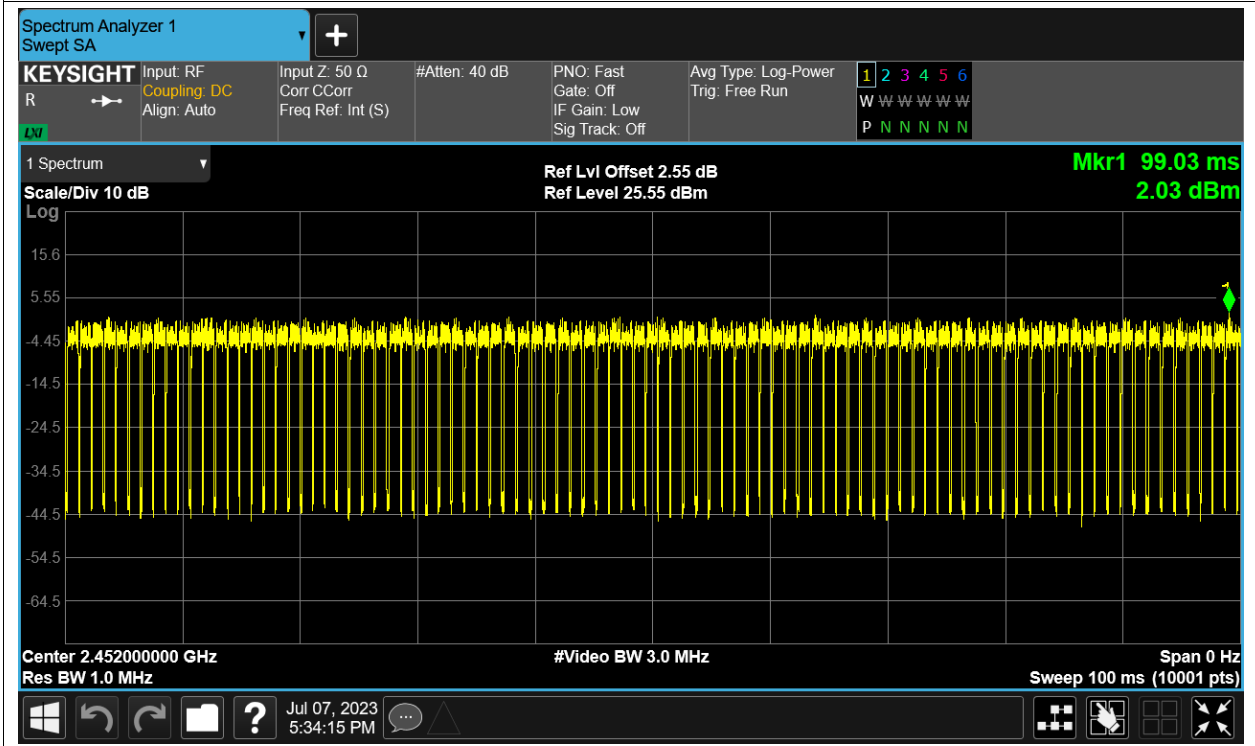 Spectrum Analyzer 1
Swept SA
▼
+
KEYSIGHT
R
LXI
Input: RF
Coupling: DC
Align: Auto
Input Z: 50 Ω
Corr CCorr
Freq Ref: Int (S)
#Atten: 40 dB
PNO: Fast
Gate: Off
IF Gain: Low
Sig Track: Off
Avg Type: Log-Power
Trig: Free Run
1 2 3 4 5 6
W W W W W W
P N N N N N
1 Spectrum ▼
Scale/Div 10 dB
Ref Lvl Offset 2.55 dB
Ref Level 25.55 dBm
Mkr1 99.03 ms
2.03 dBm
Log
15.6
5.55
-4.45
-14.5
-24.5
-34.5
-44.5
-54.5
-64.5
1
Center 2.452000000 GHz
#Video BW 3.0 MHz
Span 0 Hz
Res BW 1.0 MHz
Sweep 100 ms (10001 pts)
?
Jul 07, 2023
5:34:15 PM